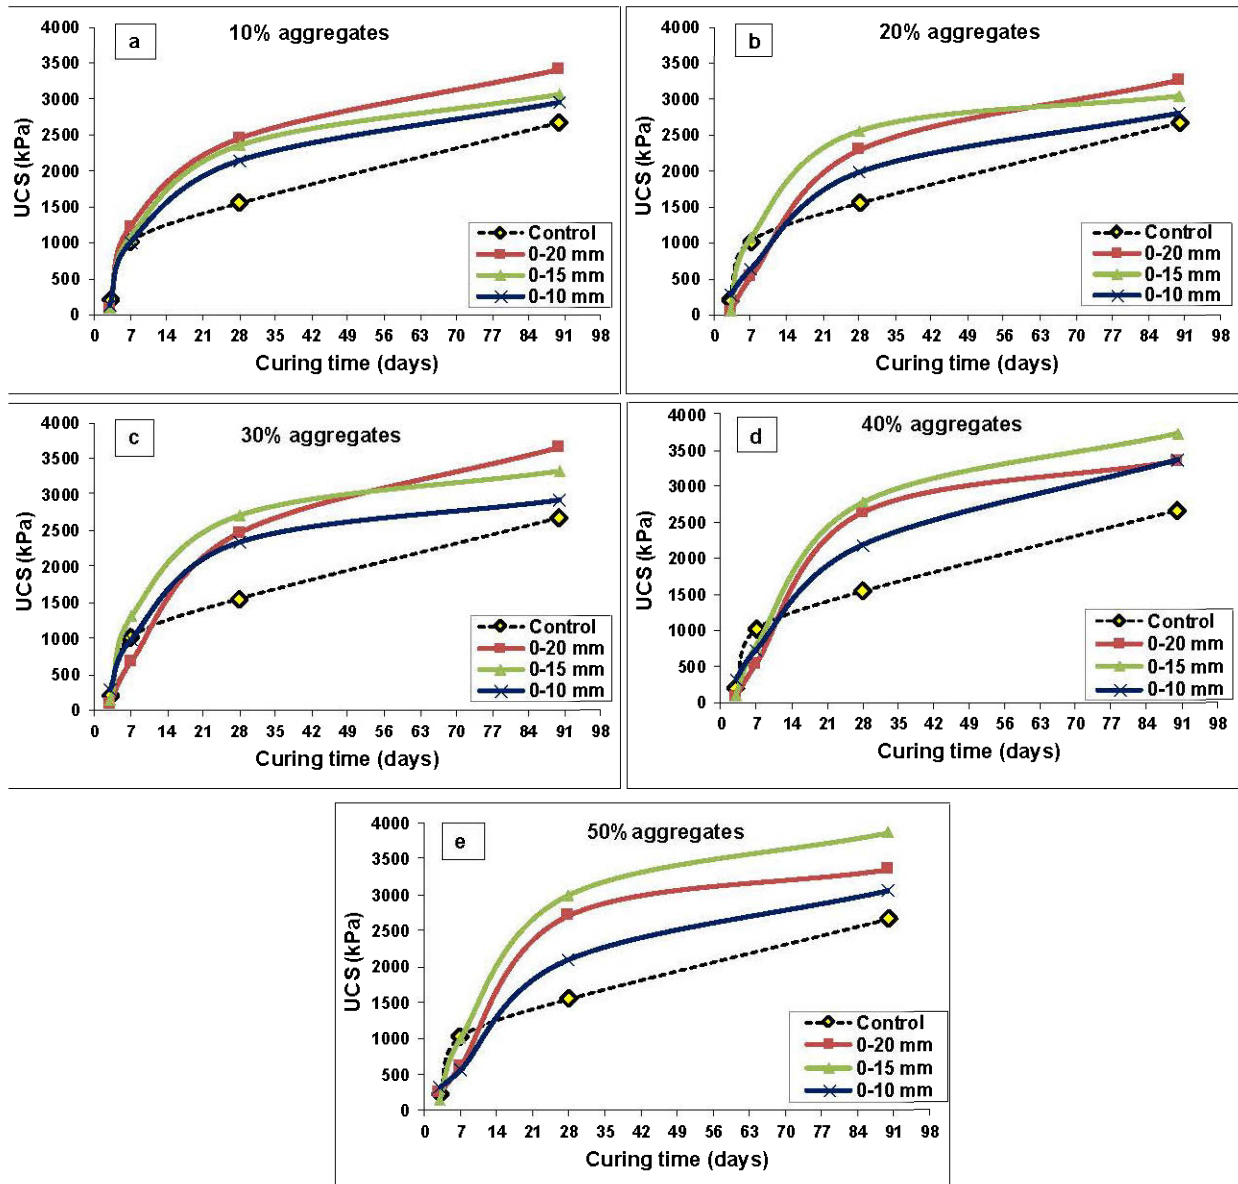 a
10% aggregates
4000
3500
3000
2500
2000
1500
1000
500
0
UCS (kPa)
Control
0-20 mm
0-15 mm
0-10 mm
0 7 14 21 28 35 42 49 56 63 70 77 84 91 98
Curing time (days)
b
20% aggregates
4000
3500
3000
2500
2000
1500
1000
500
0
UCS (kPa)
Control
0-20 mm
0-15 mm
0-10 mm
0 7 14 21 28 35 42 49 56 63 70 77 84 91 98
Curing time (days)
c
30% aggregates
4000
3500
3000
2500
2000
1500
1000
500
0
UCS (kPa)
Control
0-20 mm
0-15 mm
0-10 mm
0 7 14 21 28 35 42 49 56 63 70 77 84 91 98
Curing time (days)
d
40% aggregates
4000
3500
3000
2500
2000
1500
1000
500
0
UCS (kPa)
Control
0-20 mm
0-15 mm
0-10 mm
0 7 14 21 28 35 42 49 56 63 70 77 84 91 98
Curing time (days)
e
50% aggregates
4000
3500
3000
2500
2000
1500
1000
500
0
UCS (kPa)
Control
0-20 mm
0-15 mm
0-10 mm
0 7 14 21 28 35 42 49 56 63 70 77 84 91 98
Curing time (days)